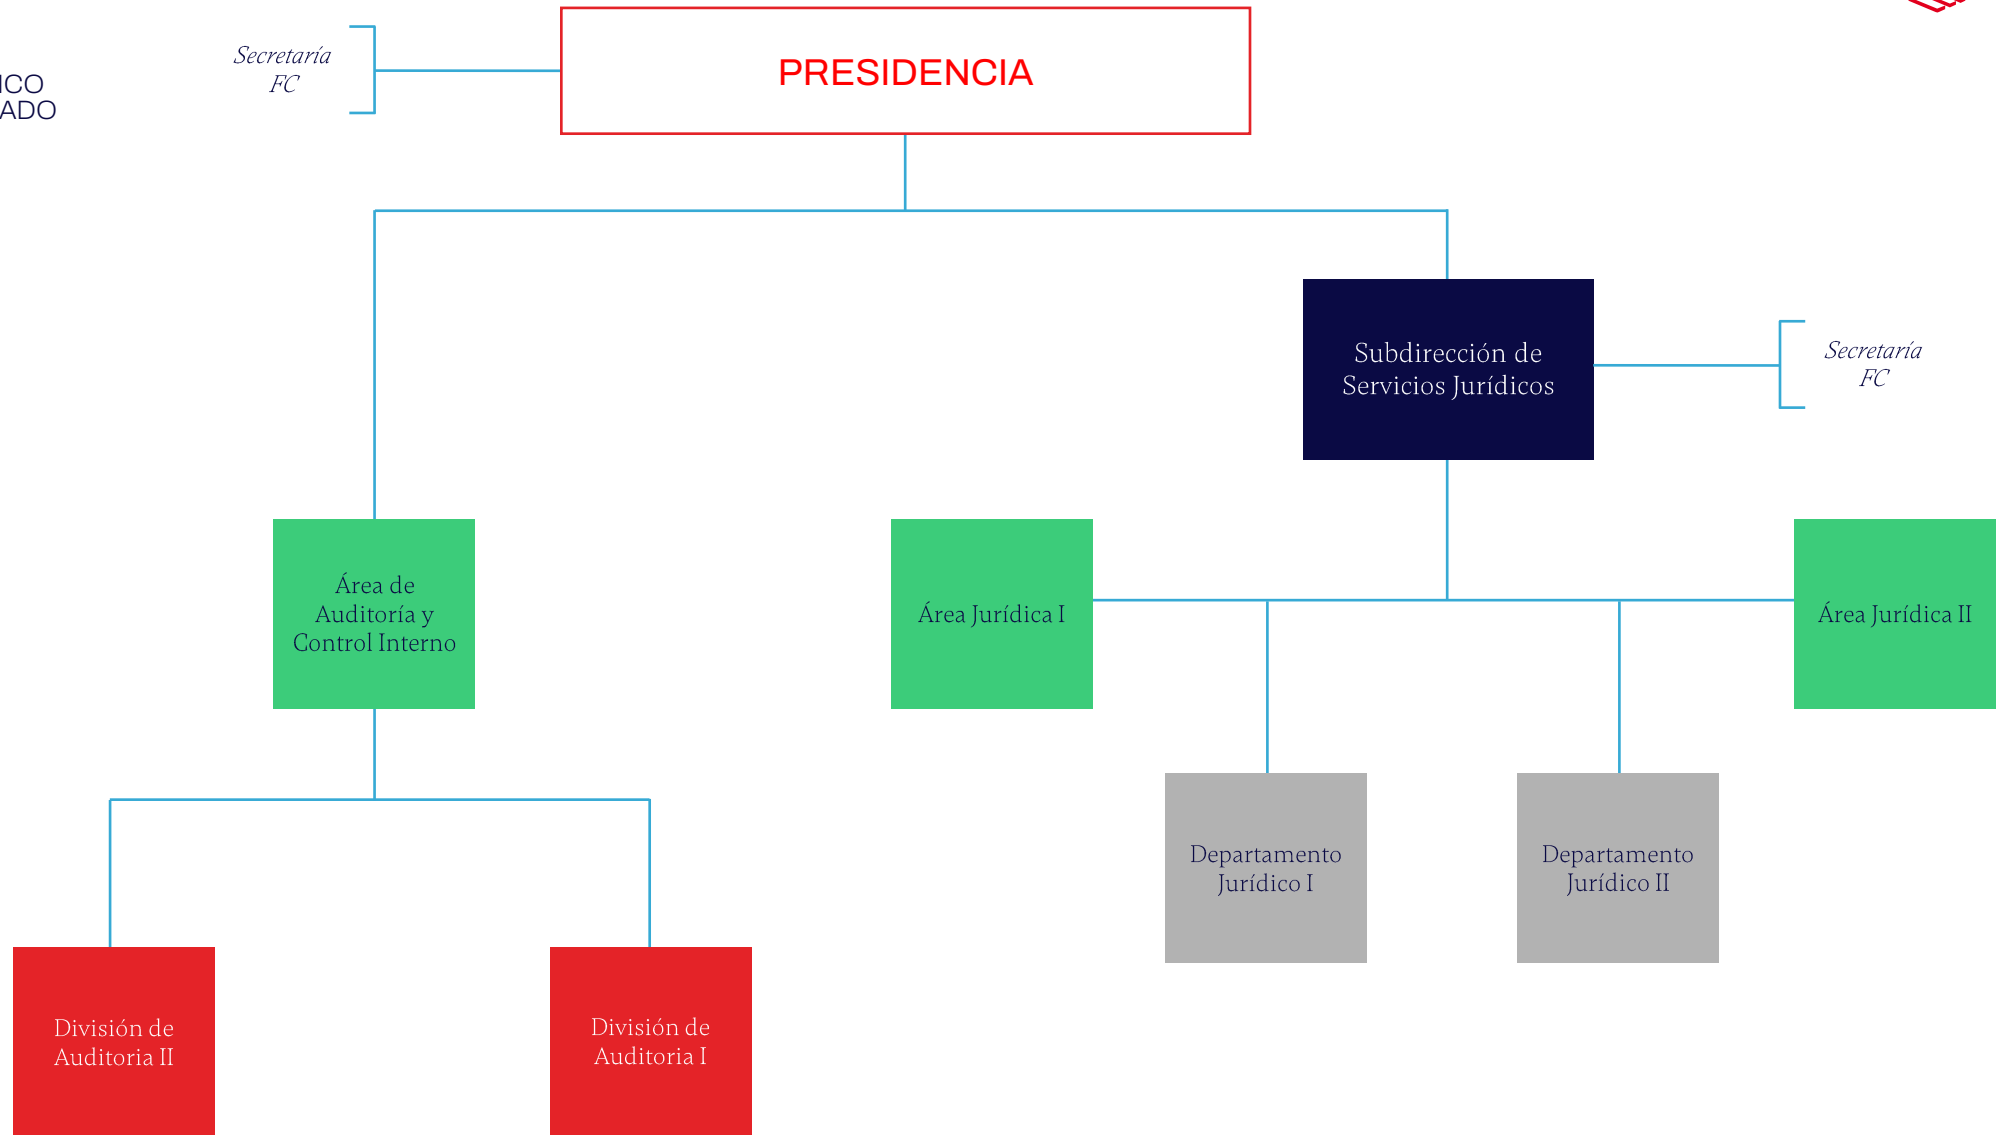 Secretaría
FC
ICO
ADO
PRESIDENCIA
Subdirección de
Servicios Jurídicos
Secretaría
FC
Área de
Auditoría y
Control Interno
Área Jurídica I
Área Jurídica II
Departamento
Jurídico I
Departamento
Jurídico II
División de
Auditoria II
División de
Auditoria I